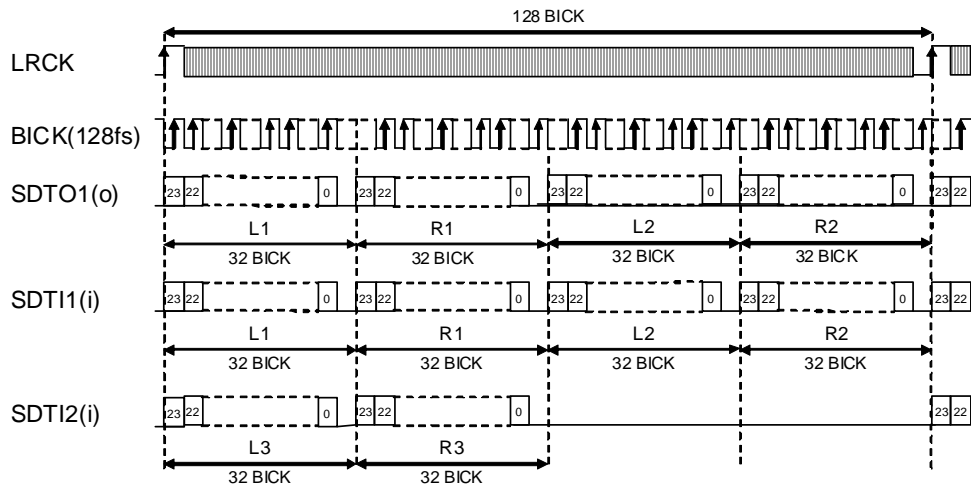 128 BICK
LRCK
BICK(128fs)
SDTO1(o)
23 22 0 23 22 0 23 22 0 23 22 0 23 22
L1 R1 L2 R2
32 BICK 32 BICK 32 BICK 32 BICK
SDTI1(i)
23 22 0 23 22 0 23 22 0 23 22 0 23 22
L1 R1 L2 R2
32 BICK 32 BICK 32 BICK 32 BICK
SDTI2(i)
23 22 0 23 22 0 23 22
L3 R3
32 BICK 32 BICK